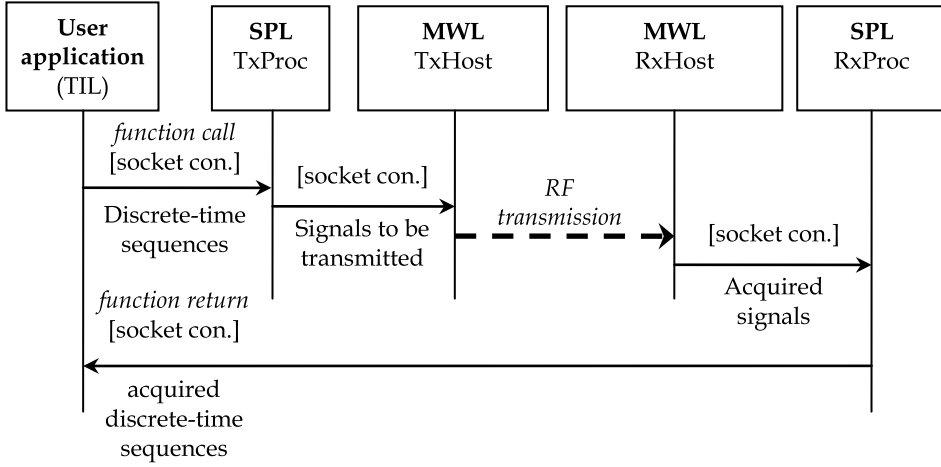 User
application
(TIL)
SPL
TxProc
MWL
TxHost
MWL
RxHost
SPL
RxProc
function call
[socket con.]
Discrete-time
sequences
[socket con.]
Signals to be
transmitted
RF
transmission
[socket con.]
Acquired
signals
function return
[socket con.]
acquired
discrete-time
sequences